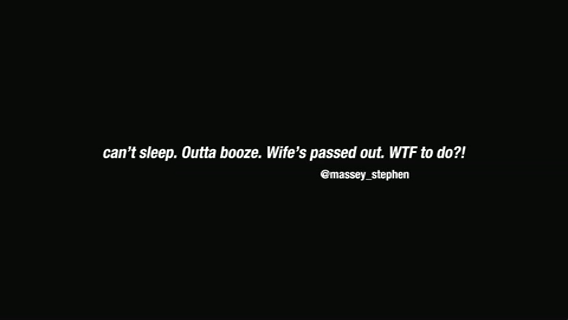 can't sleep. Outta booze. Wife's passed out. WTF to do?!
@massey_stephen